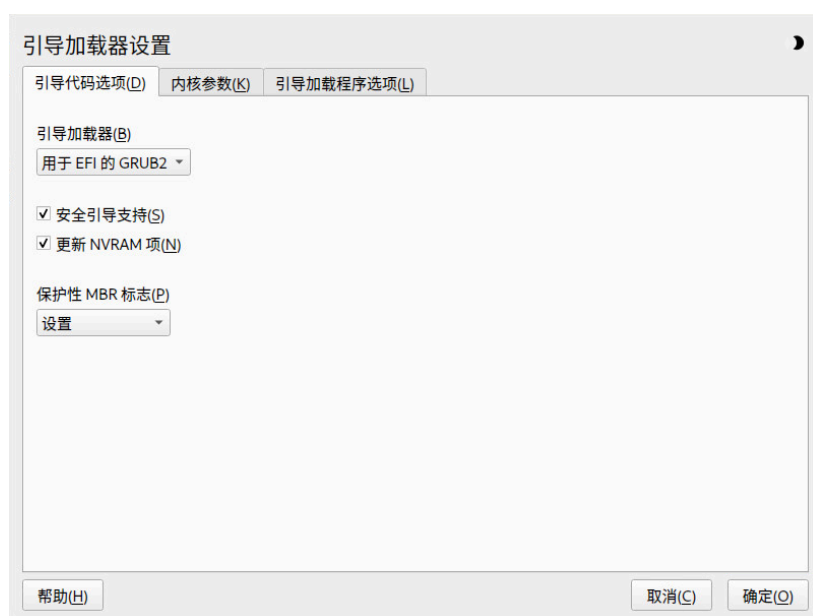 引导加载器设置
引导代码选项(D) 内核参数(K) 引导加载程序选项(L)
引导加载器(B)
用于 EFI 的 GRUB2
安全引导支持(S)
更新 NVRAM 项(N)
保护性 MBR 标志(P)
设置
帮助(H) 取消(C) 确定(O)